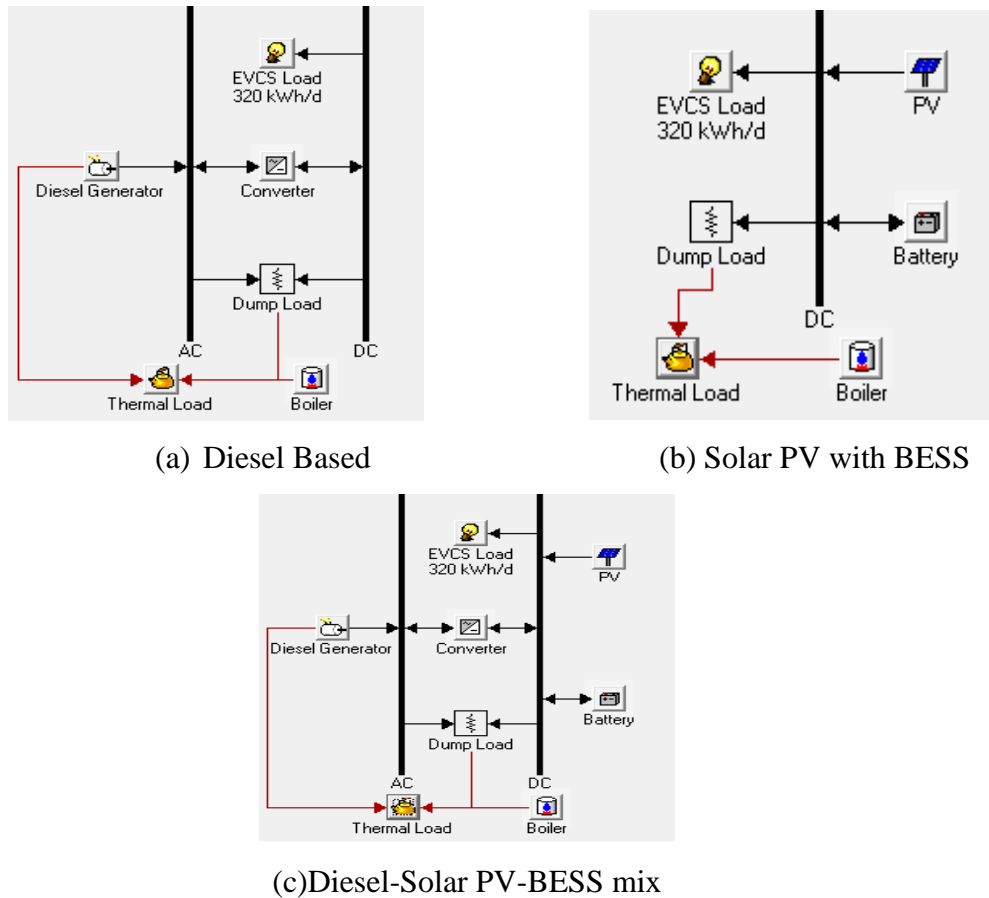 EVCS Load
320 kWh/d
Diesel Generator
Converter
Dump Load
AC
DC
Thermal Load
Boiler
(a) Diesel Based
EVCS Load
320 kWh/d
PV
Dump Load
Battery
DC
Thermal Load
Boiler
(b) Solar PV with BESS
EVCS Load
320 kWh/d
PV
Diesel Generator
Converter
Battery
Dump Load
AC
DC
Thermal Load
Boiler
(c)Diesel-Solar PV-BESS mix